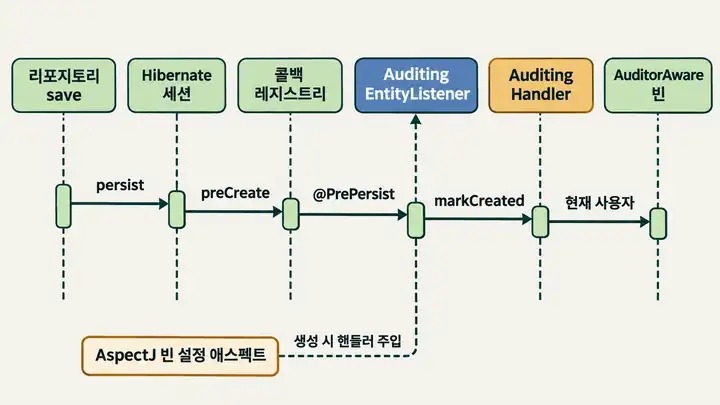 리포지토리
save
Hibernate
세션
콜백
레지스트리
Auditing
EntityListener
Auditing
Handler
AuditorAware
빈
persist
preCreate
@PrePersist
markCreated
현재 사용자
AspectJ 빈 설정 애스펙트
생성 시 핸들러 주입